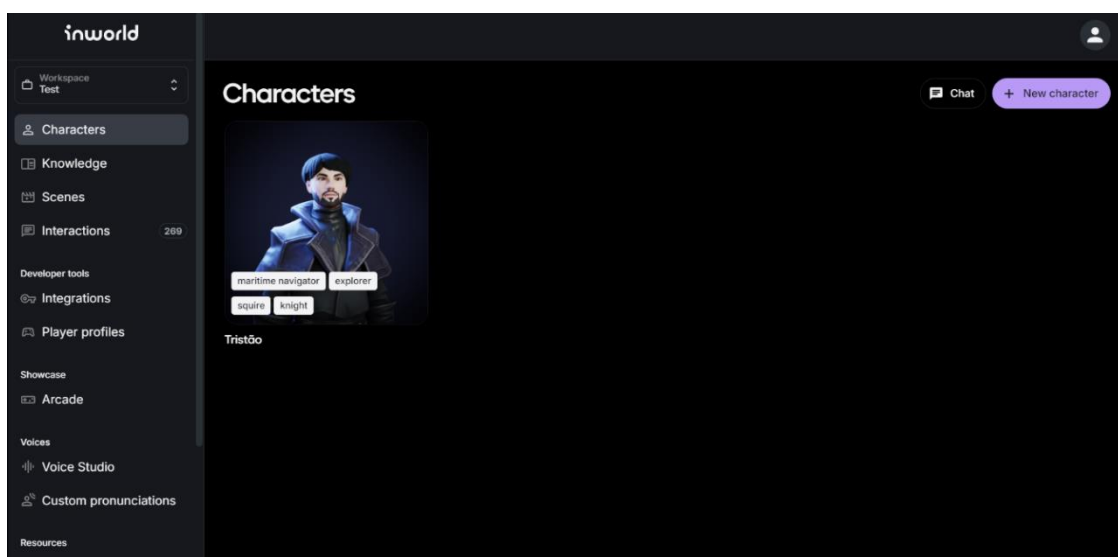 inworld
Workspace
Test
Characters
Knowledge
Scenes
Interactions 269
Developer tools
Integrations
Player profiles
Showcase
Arcade
Voices
Voice Studio
Custom pronunciations
Resources
Characters
Chat
+ New character
maritime navigator explorer
squire knight
Tristão